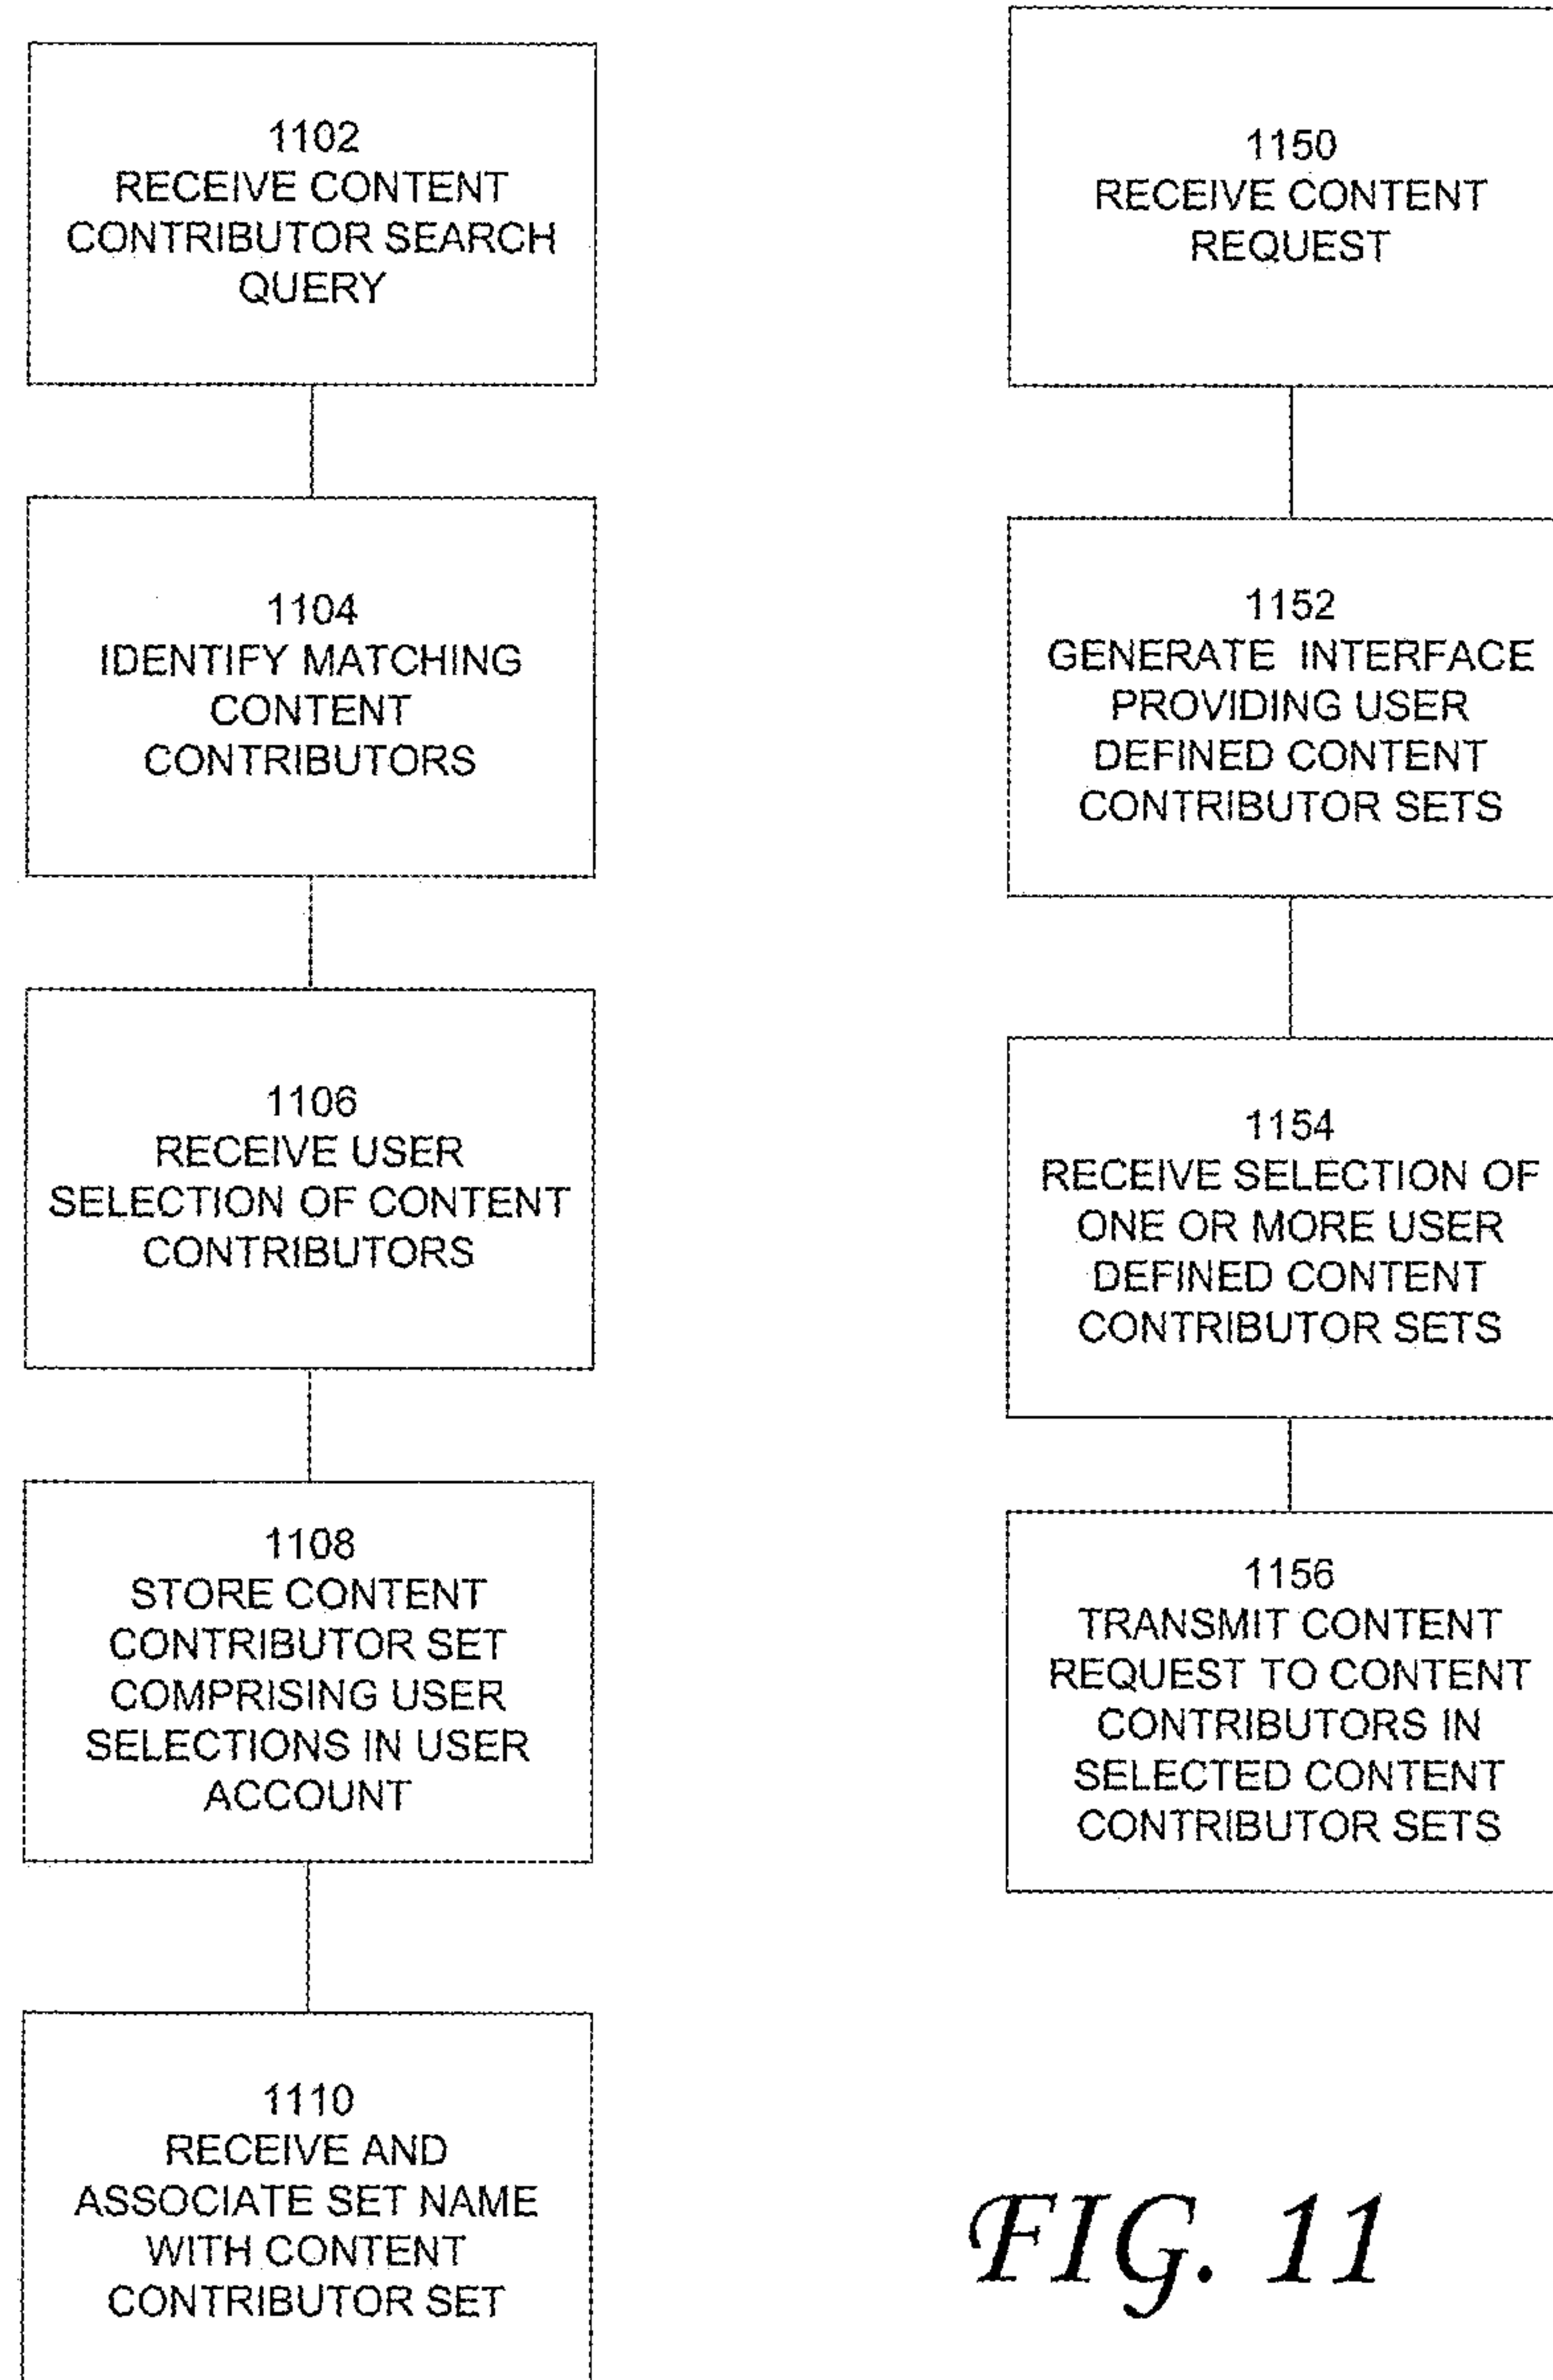 1102
RECEIVE CONTENT
CONTRIBUTOR SEARCH
QUERY
1104
IDENTIFY MATCHING
CONTENT
CONTRIBUTORS
1106
RECEIVE USER
SELECTION OF CONTENT
CONTRIBUTORS
1108
STORE CONTENT
CONTRIBUTOR SET
COMPRISING USER
SELECTIONS IN USER
ACCOUNT
1110
RECEIVE AND
ASSOCIATE SET NAME
WITH CONTENT
CONTRIBUTOR SET
1150
RECEIVE CONTENT
REQUEST
1152
GENERATE INTERFACE
PROVIDING USER
DEFINED CONTENT
CONTRIBUTOR SETS
1154
RECEIVE SELECTION OF
ONE OR MORE USER
DEFINED CONTENT
CONTRIBUTOR SETS
1156
TRANSMIT CONTENT
REQUEST TO CONTENT
CONTRIBUTORS IN
SELECTED CONTENT
CONTRIBUTOR SETS
FIG. 11